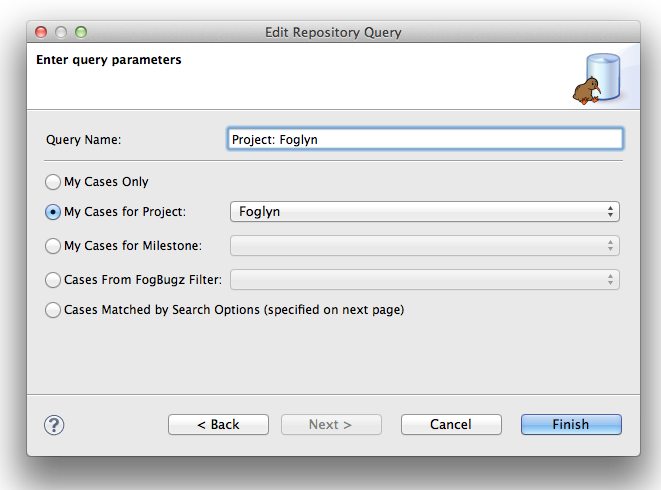 Edit Repository Query
Enter query parameters
Query Name: Project: Foglyn
My Cases Only
My Cases for Project: Foglyn
My Cases for Milestone:
Cases From FogBugz Filter:
Cases Matched by Search Options (specified on next page)
? < Back Next > Cancel Finish